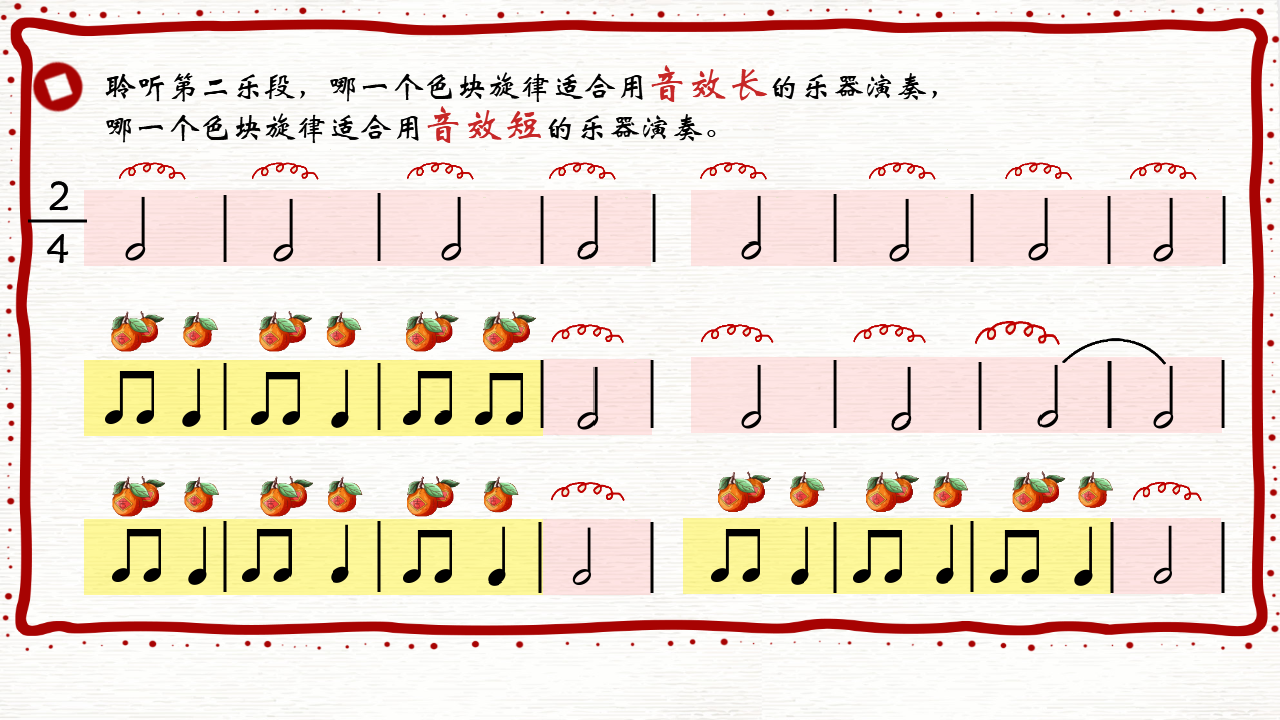 聆听第二乐段，哪一个色块旋律适合用音效长的乐器演奏，
哪一个色块旋律适合用音效短的乐器演奏。
2
4